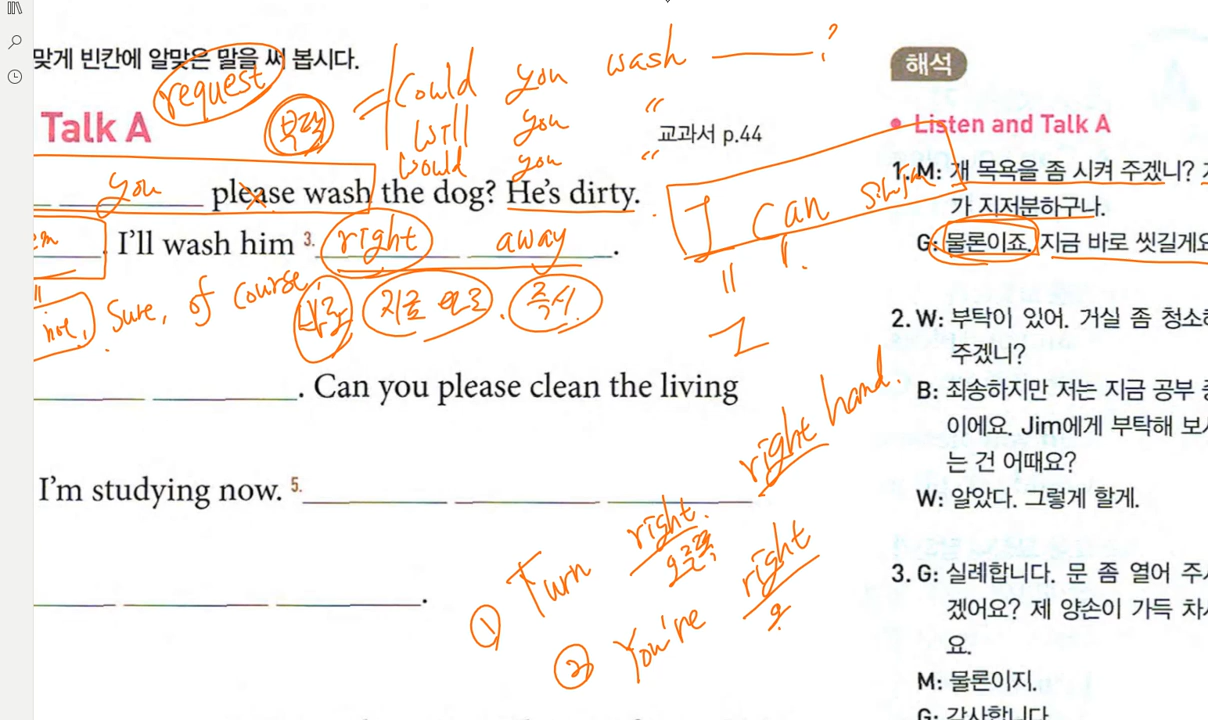 맞게 빈칸에 알맞은 말을 써 봅시다.
request
부탁
Could you wash ?
will you "
would you "
Talk A
교과서 p.44
you please wash the dog? He's dirty.
I can
I'll wash him 3. right away.
not, Sure, of course
바로 지금 바로, 즉시.
. Can you please clean the living
right hand.
I'm studying now. 5.
① Turn right.
오른쪽
② You're right
해석
• Listen and Talk A
1. M: 개 목욕을 좀 시켜 주겠니?
가 지저분하구나.
G: 물론이죠. 지금 바로 씻길게요
2. W: 부탁이 있어. 거실 좀 청소
주겠니?
B: 죄송하지만 저는 지금 공부
이에요. Jim에게 부탁해 보
는 건 어때요?
W: 알았다. 그렇게 할게.
3. G: 실례합니다. 문 좀 열어 주
겠어요? 제 양손이 가득 차
요.
M: 물론이지.
G: 감사합니다